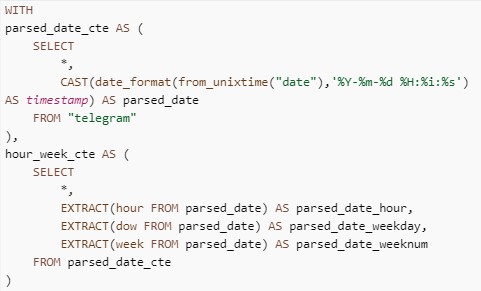 WITH
parsed_date_cte AS (
    SELECT
        *,
        CAST(date_format(from_unixtime("date"),'%Y-%m-%d %H:%i:%s')
AS timestamp) AS parsed_date
    FROM "telegram"
),
hour_week_cte AS (
    SELECT
        *,
        EXTRACT(hour FROM parsed_date) AS parsed_date_hour,
        EXTRACT(dow FROM parsed_date) AS parsed_date_weekday,
        EXTRACT(week FROM parsed_date) AS parsed_date_weeknum
    FROM parsed_date_cte
)